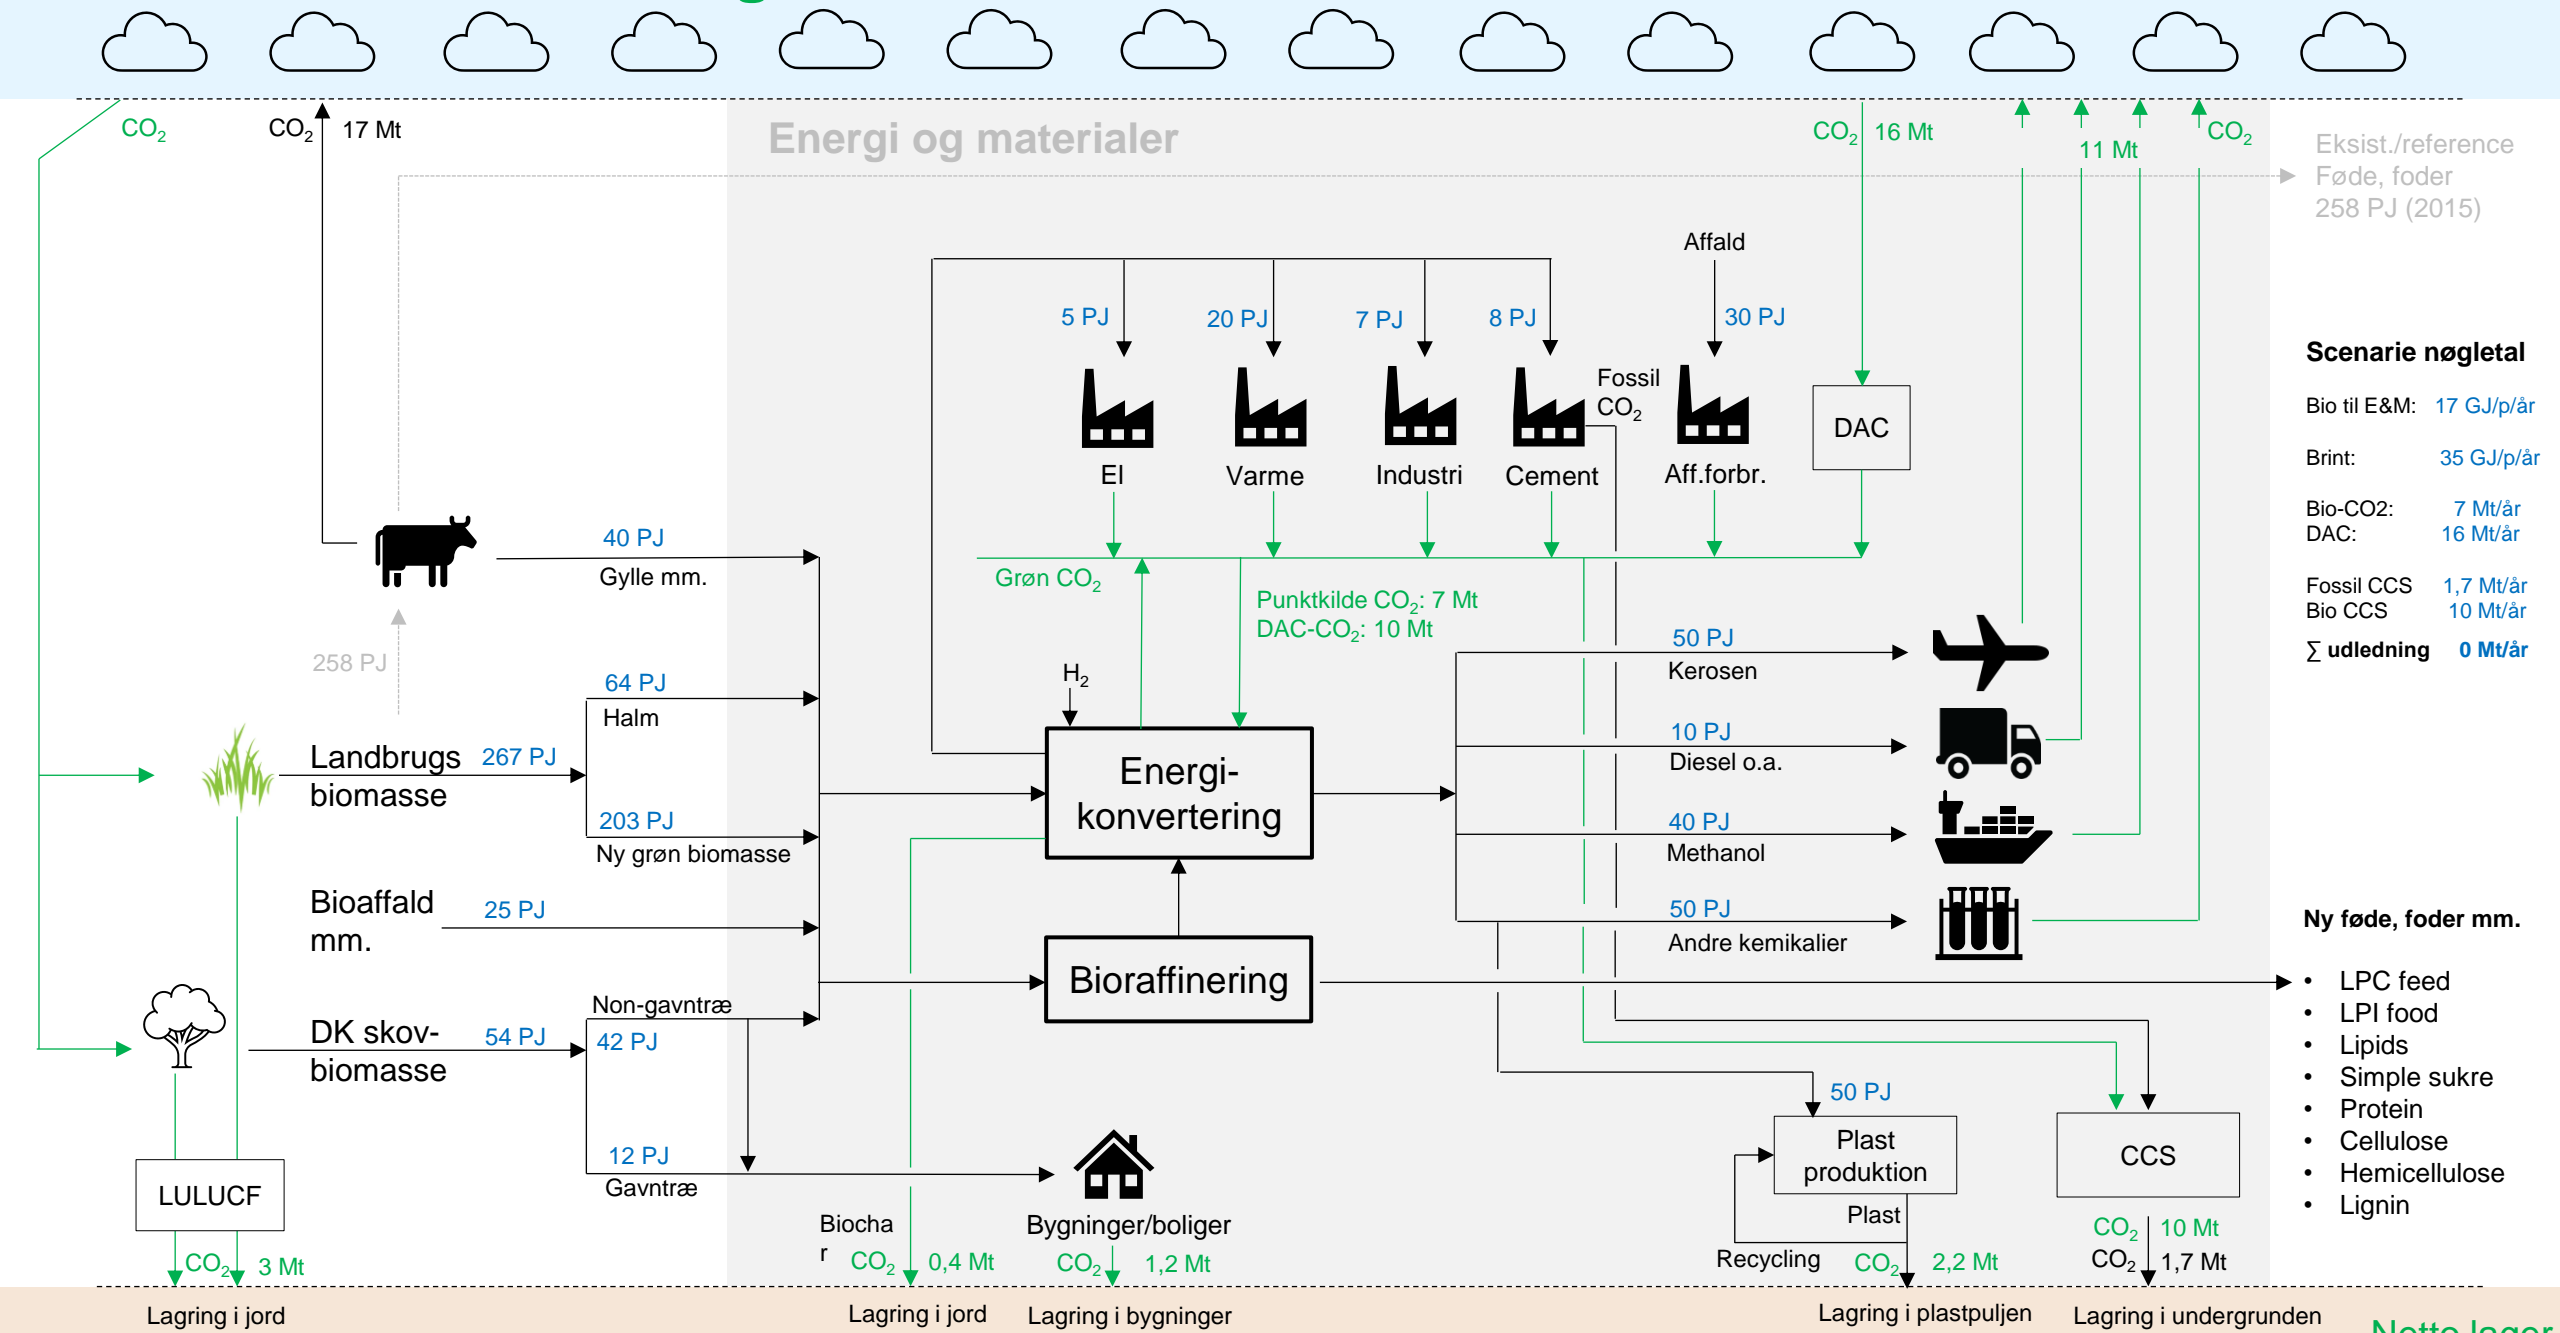 CO2
CO2 17 Mt
Energi og materialer
CO2 16 Mt
11 Mt
CO2
Eksist./reference
Føde, foder
258 PJ (2015)
Affald
5 PJ
20 PJ
7 PJ
8 PJ
30 PJ
Fossil
CO2
DAC
El
Varme
Industri
Cement
Aff.forbr.
Scenarie nøgletal
Bio til E&M: 17 GJ/p/år
Brint: 35 GJ/p/år
Bio-CO2: 7 Mt/år
DAC: 16 Mt/år
Fossil CCS 1,7 Mt/år
Bio CCS 10 Mt/år
∑ udledning 0 Mt/år
40 PJ
Gylle mm.
Grøn CO2
Punktkilde CO2: 7 Mt
DAC-CO2: 10 Mt
258 PJ
64 PJ
Halm
H2
50 PJ
Kerosen
Landbrugs
biomasse
267 PJ
203 PJ
Ny grøn biomasse
Energi-
konvertering
10 PJ
Diesel o.a.
40 PJ
Methanol
Bioaffald
mm.
25 PJ
50 PJ
Andre kemikalier
Bioraffinering
Ny føde, foder mm.
• LPC feed
• LPI food
• Lipids
• Simple sukre
• Protein
• Cellulose
• Hemicellulose
• Lignin
DK skov-
biomasse
54 PJ
Non-gavntræ
42 PJ
12 PJ
Gavntræ
50 PJ
Plast
produktion
Plast
Recycling
CCS
LULUCF
CO2 3 Mt
Biocha
r
CO2 0,4 Mt
Bygninger/boliger
CO2 1,2 Mt
CO2 2,2 Mt
CO2 10 Mt
CO2 1,7 Mt
Lagring i jord
Lagring i jord
Lagring i bygninger
Lagring i plastpuljen
Lagring i undergrunden
Netto lager